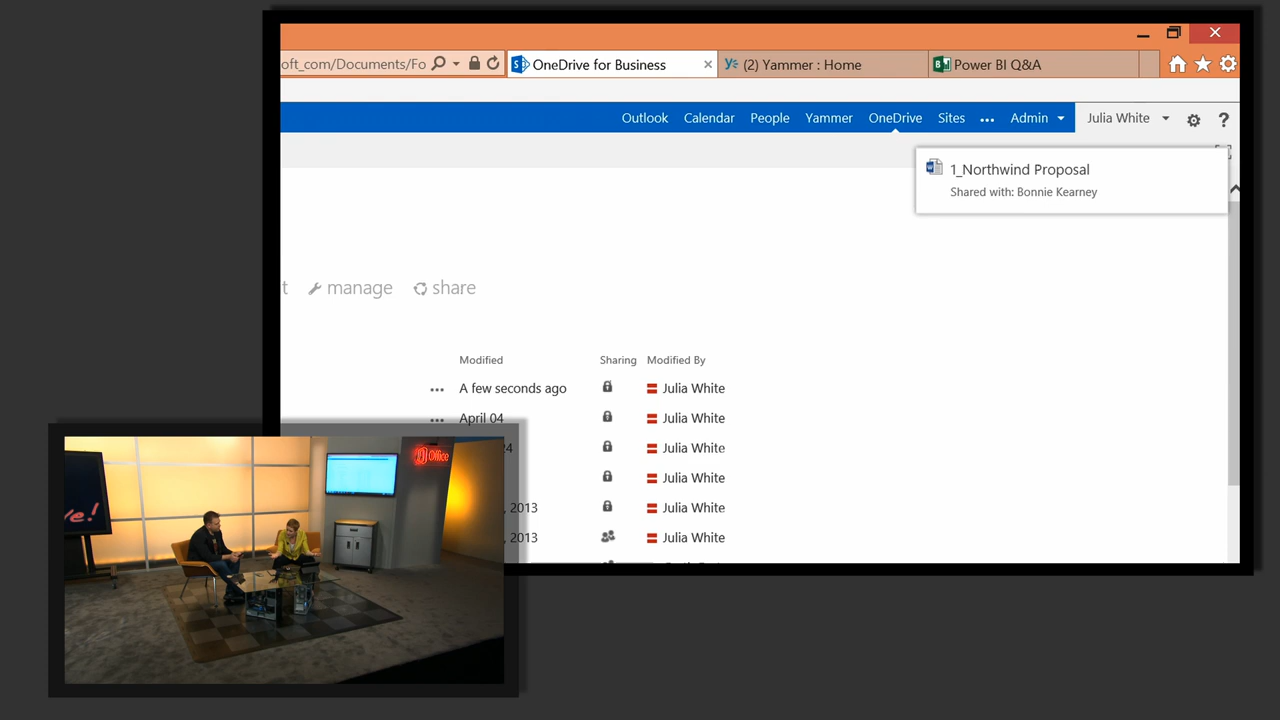 oft_com/Documents/Fo
OneDrive for Business
(2) Yammer : Home
Power BI Q&A
Outlook Calendar People Yammer OneDrive Sites ... Admin Julia White ?
1_Northwind Proposal
Shared with: Bonnie Kearney
manage share
Modified Sharing Modified By
... A few seconds ago Julia White
... April 04 Julia White
24 Julia White
Julia White
, 2013 Julia White
, 2013 Julia White
Office
ve!